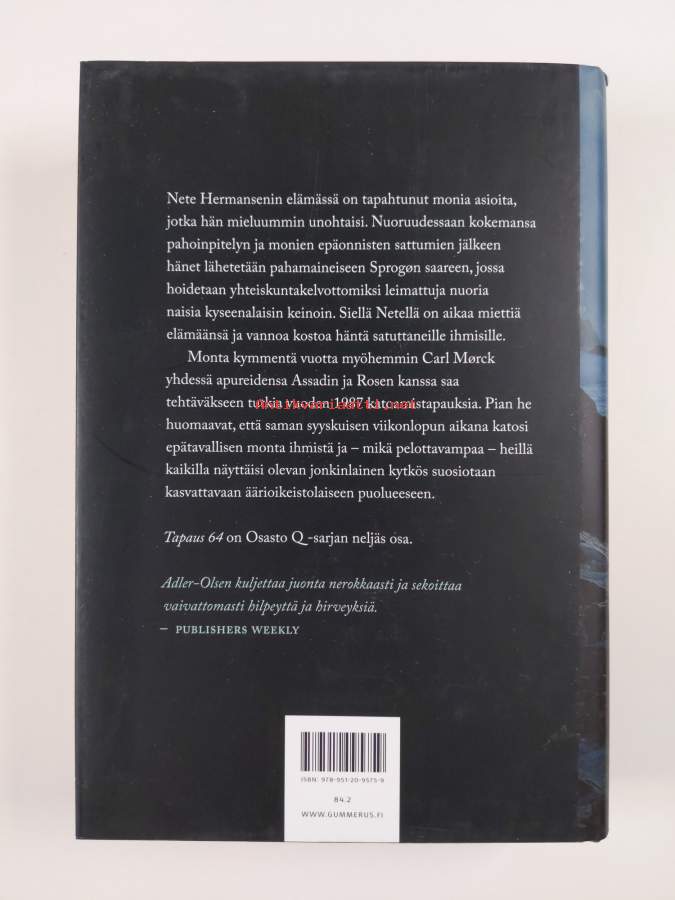 Nete Hermansenin elämässä on tapahtunut monia asioita,
jotka hän mieluummin unohtaisi. Nuoruudessaan kokemansa
pahoinpitelyn ja monien epäonnisten sattumien jälkeen
hänet lähetetään pahamaineiseen Sprogøn saareen, jossa
hoidetaan yhteiskuntakelvottomiksi leimattuja nuoria
naisia kyseenalaisin keinoin. Siellä Netellä on aikaa miettiä
elämäänsä ja vannoa kostoa häntä satuttaneille ihmisille.
Monta kymmentä vuotta myöhemmin Carl Mørck
yhdessä apureidensa Assadin ja Rosen kanssa saa
tehtäväkseen tutkia vuoden 1987 katoamistapauksia. Pian he
huomaavat, että saman syyskuisen viikonlopun aikana katosi
epätavallisen monta ihmistä ja – mikä pelottavampaa – heillä
kaikilla näyttäisi olevan jonkinlainen kytkös suosiotaan
kasvattavaan äärioikeistolaiseen puolueeseen.
Tapaus 64 on Osasto Q -sarjan neljäs osa.
Adler-Olsen kuljettaa juonta nerokkaasti ja sekoittaa
vaivattomasti hilpeyttä ja hirveyksiä.
– PUBLISHERS WEEKLY
ISBN: 978-951-20-9575-9
84.2
WWW.GUMMERUS.FI